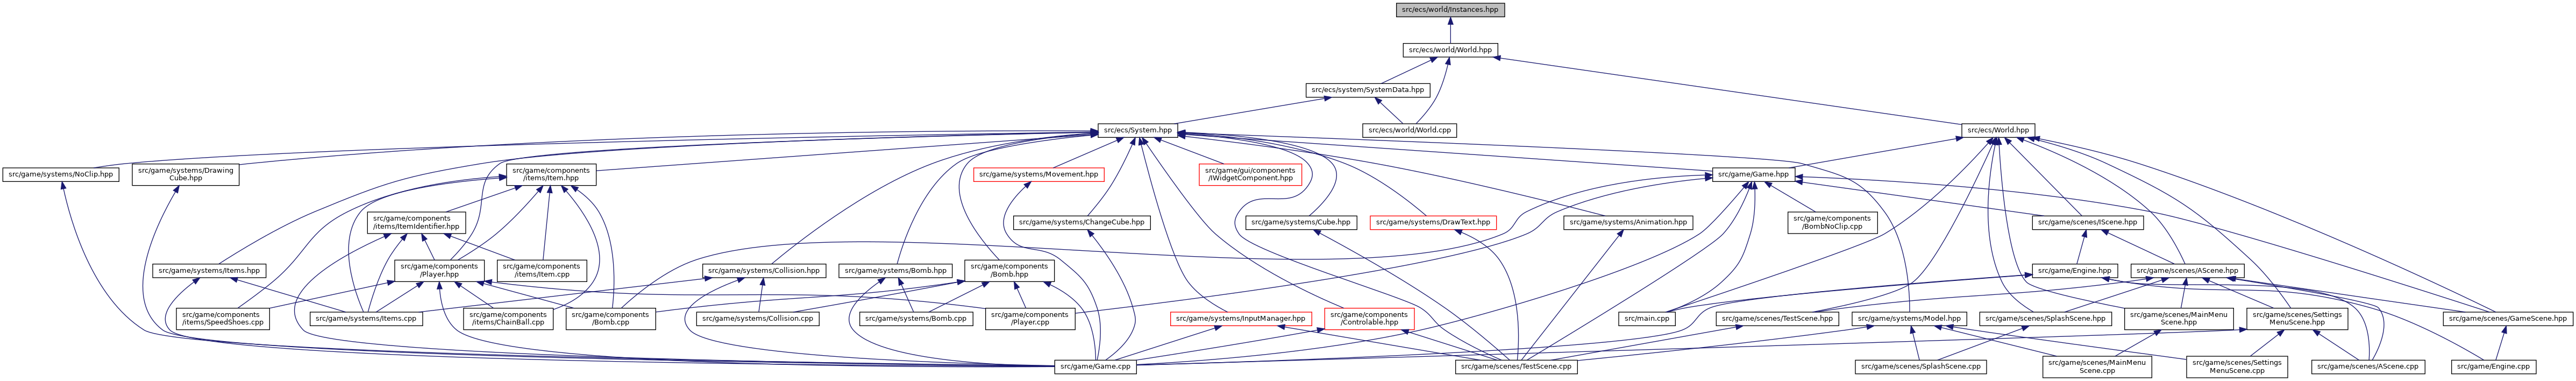 src/ecs/world/Instances.hpp
src/ecs/world/World.hpp
src/ecs/system/SystemData.hpp
src/ecs/System.hpp
src/ecs/world/World.cpp
src/ecs/World.hpp
src/game/systems/NoClip.hpp
src/game/systems/Drawing
Cube.hpp
src/game/components
/items/Item.hpp
src/game/systems/Movement.hpp
src/game/gui/components
/IWidgetComponent.hpp
src/game/Game.hpp
src/game/components
/items/ItemIdentifier.hpp
src/game/systems/ChangeCube.hpp
src/game/systems/Cube.hpp
src/game/systems/DrawText.hpp
src/game/systems/Animation.hpp
src/game/components
/BombNoClip.cpp
src/game/scenes/IScene.hpp
src/game/systems/Items.hpp
src/game/components
/Player.hpp
src/game/components
/items/Item.cpp
src/game/systems/Collision.hpp
src/game/systems/Bomb.hpp
src/game/components
/Bomb.hpp
src/game/Engine.hpp
src/game/scenes/AScene.hpp
src/game/components
/items/SpeedShoes.cpp
src/game/systems/Items.cpp
src/game/components
/items/ChainBall.cpp
src/game/components
/Bomb.cpp
src/game/systems/Collision.cpp
src/game/systems/Bomb.cpp
src/game/components
/Player.cpp
src/game/systems/InputManager.hpp
src/game/components
/Controlable.hpp
src/main.cpp
src/game/scenes/TestScene.hpp
src/game/systems/Model.hpp
src/game/scenes/SplashScene.hpp
src/game/scenes/MainMenu
Scene.hpp
src/game/scenes/Settings
MenuScene.hpp
src/game/scenes/GameScene.hpp
src/game/Game.cpp
src/game/scenes/TestScene.cpp
src/game/scenes/SplashScene.cpp
src/game/scenes/MainMenu
Scene.cpp
src/game/scenes/Settings
MenuScene.cpp
src/game/scenes/AScene.cpp
src/game/Engine.cpp